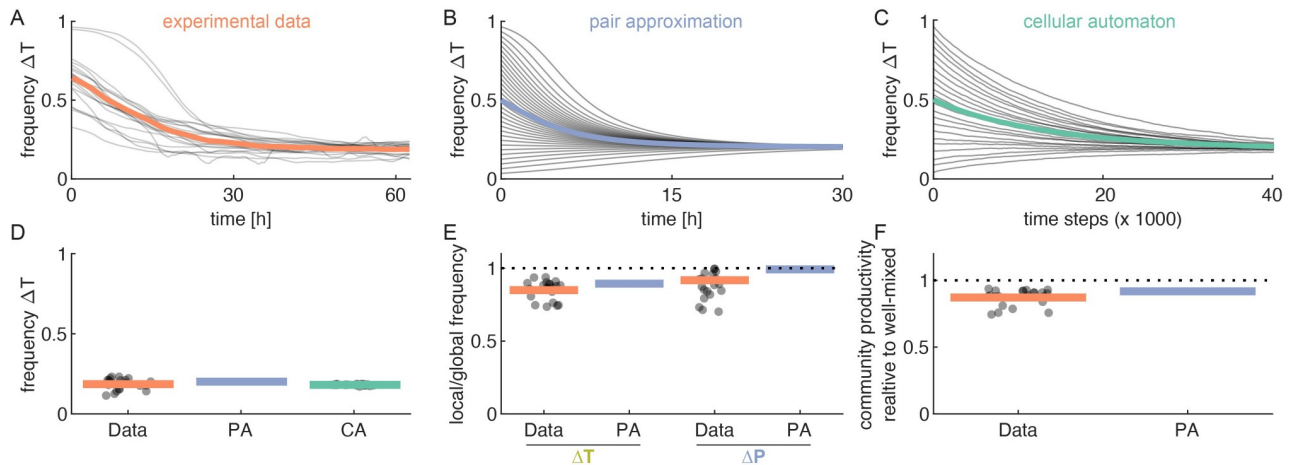 A experimental data
frequency ΔT
1
0.5
0
0 30 60
time [h]
B pair approximation
frequency ΔT
1
0.5
0
0 15 30
time [h]
C cellular automaton
frequency ΔT
1
0.5
0
0 20 40
time steps (x 1000)
D
frequency ΔT
1
0.5
0
Data PA CA
E
local/global frequency
1
0.5
0
Data PA Data PA
ΔT ΔP
F
community productivity
realtive to well-mixed
1
0.5
0
Data PA